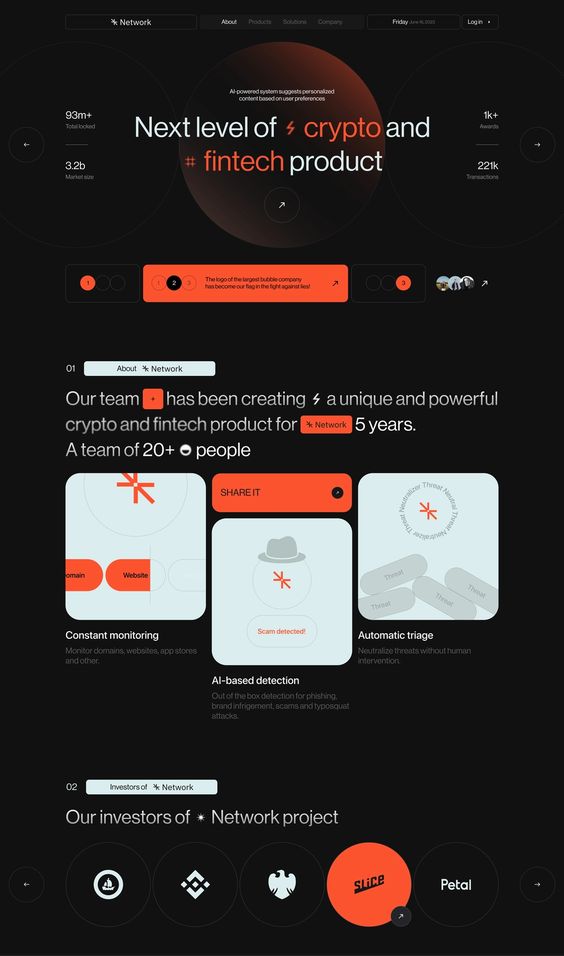 Network
About Products Solutions Company
Friday June 16, 2023
Log in
AI-powered system suggests personalized
content based on user preferences
93m+
Total locked
3.2b
Market size
Next level of crypto and
fintech product
1k+
Awards
221k
Transactions
1
1 2 3
The logo of the largest bubble company
has become our flag in the fight against lies!
3
01
About Network
Our team has been creating a unique and powerful
crypto and fintech product for Network 5 years.
A team of 20+ people
omain
Website
SHARE IT
Scam detected!
Threat Neutralizer Threat Neutral
Threat Neutralizer
Threat
Threat
Threat
Threat
Constant monitoring
Monitor domains, websites, app stores
and other.
AI-based detection
Out of the box detection for phishing,
brand infrigement, scams and typosquat
attacks.
Automatic triage
Neutralize threats without human
intervention.
02
Investors of Network
Our investors of Network project
SLICE
Petal